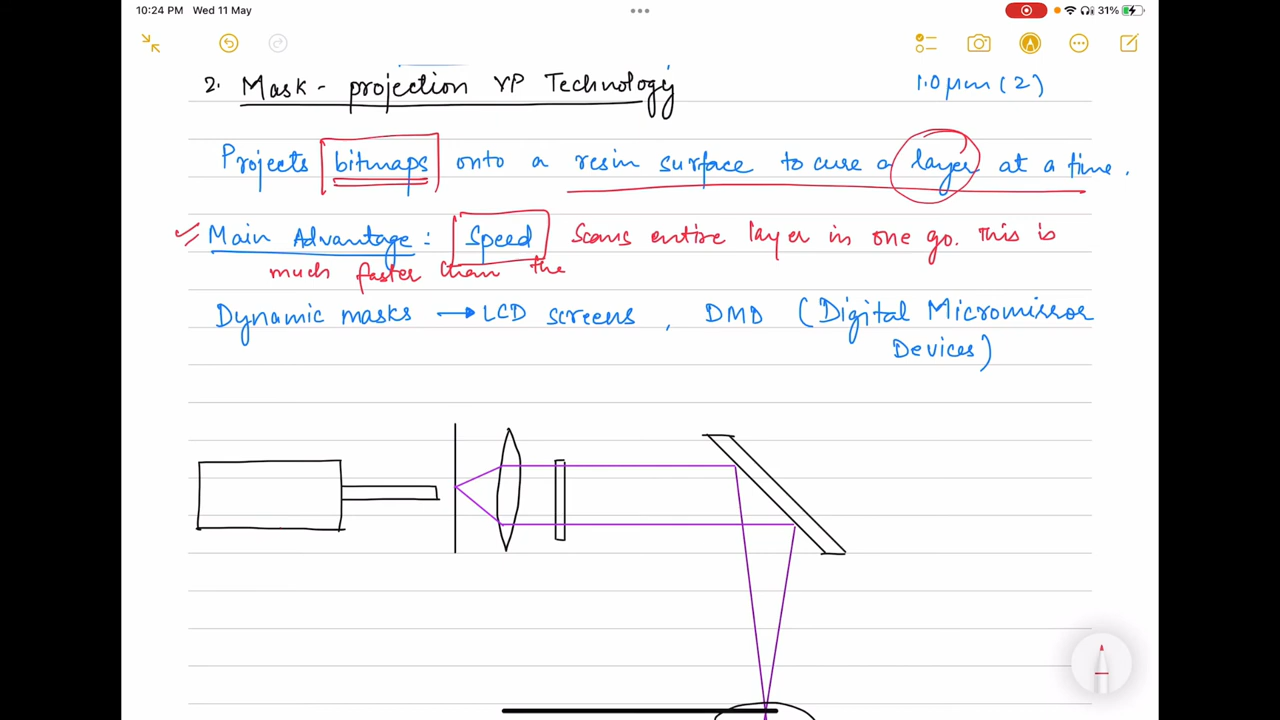 10:24 PM Wed 11 May
31%
2. Mask - projection VP Technology
1.0 μm (2)
Projects bitmaps onto a resin surface to cure a layer at a time.
Main Advantage: Speed Scans entire layer in one go. This is
much faster than the
Dynamic masks → LCD screens, DMD (Digital Micromirror
Devices)